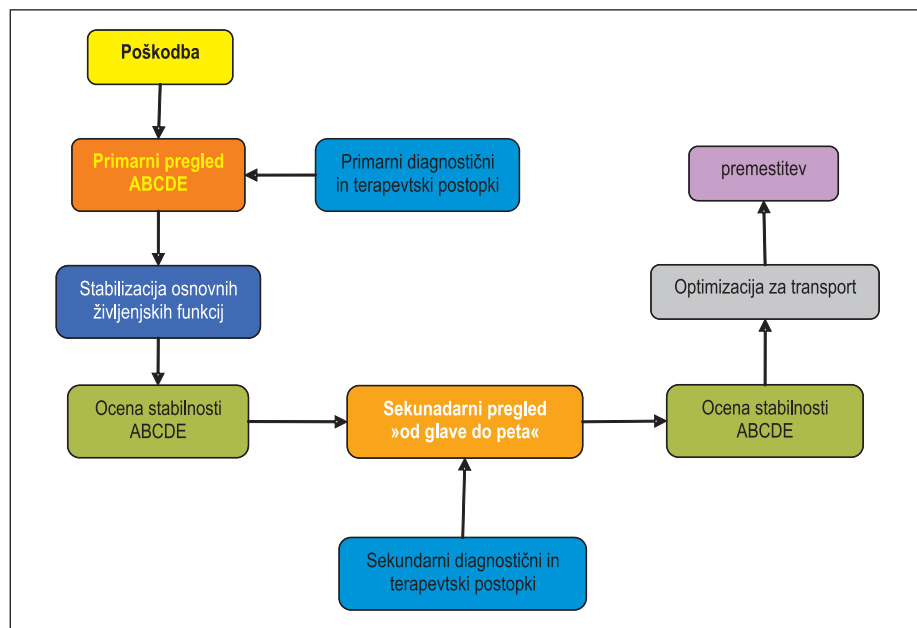 Poškodba
Primarni pregled
ABCDE
Primarni diagnostični
in terapevtski postopki
premestitev
Stabilizacija osnovnih
življenjskih funkcij
Optimizacija za transport
Ocena stabilnosti
ABCDE
Sekunadarni pregled
»od glave do peta«
Ocena stabilnosti
ABCDE
Sekundarni diagnostični in
terapevtski postopki